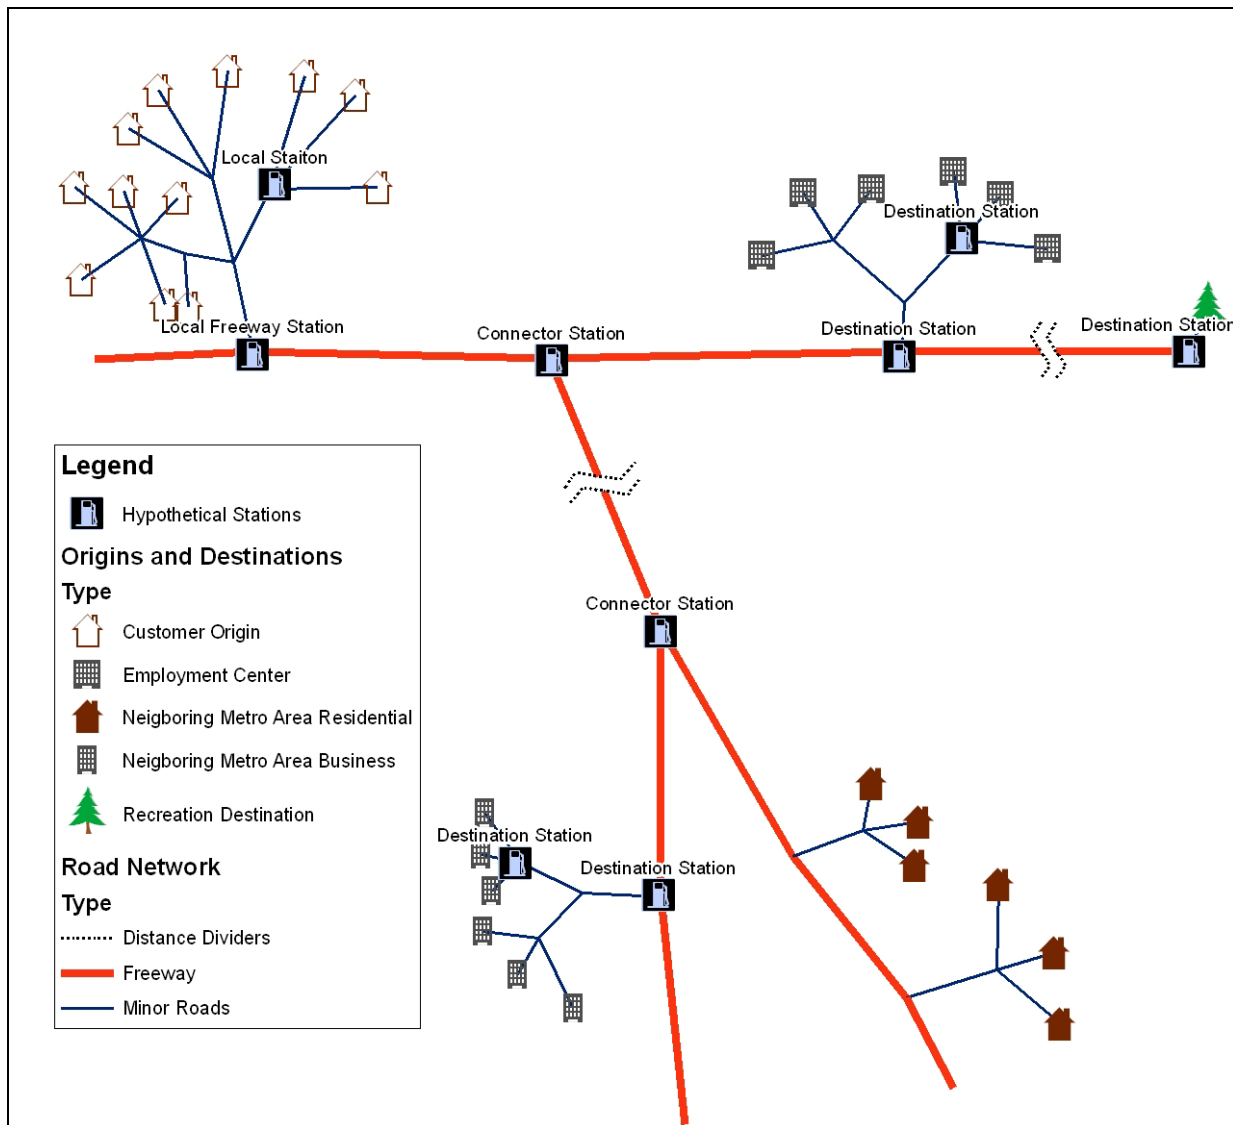 Local Staiton
Destination Station
Local Freeway Station
Connector Station
Destination Station
Destination Station
Legend
Hypothetical Stations
Origins and Destinations
Type
Customer Origin
Employment Center
Neigboring Metro Area Residential
Neigboring Metro Area Business
Recreation Destination
Road Network
Type
Distance Dividers
Freeway
Minor Roads
Connector Station
Destination Station
Destination Station